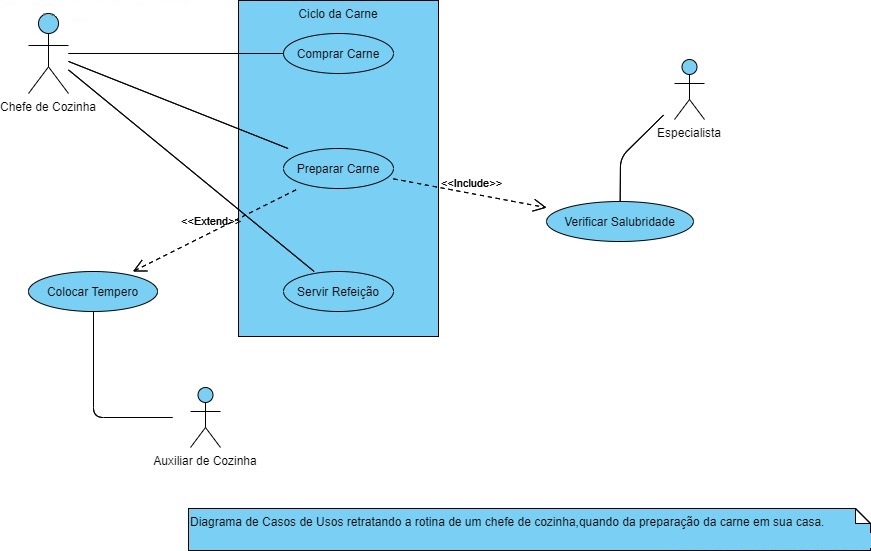 Ciclo da Carne
Comprar Carne
Chefe de Cozinha
Especialista
Preparar Carne
<<Include>>
<<Extend>>
Verificar Salubridade
Colocar Tempero
Servir Refeição
Auxiliar de Cozinha
Diagrama de Casos de Usos retratando a rotina de um chefe de cozinha,quando da preparação da carne em sua casa.